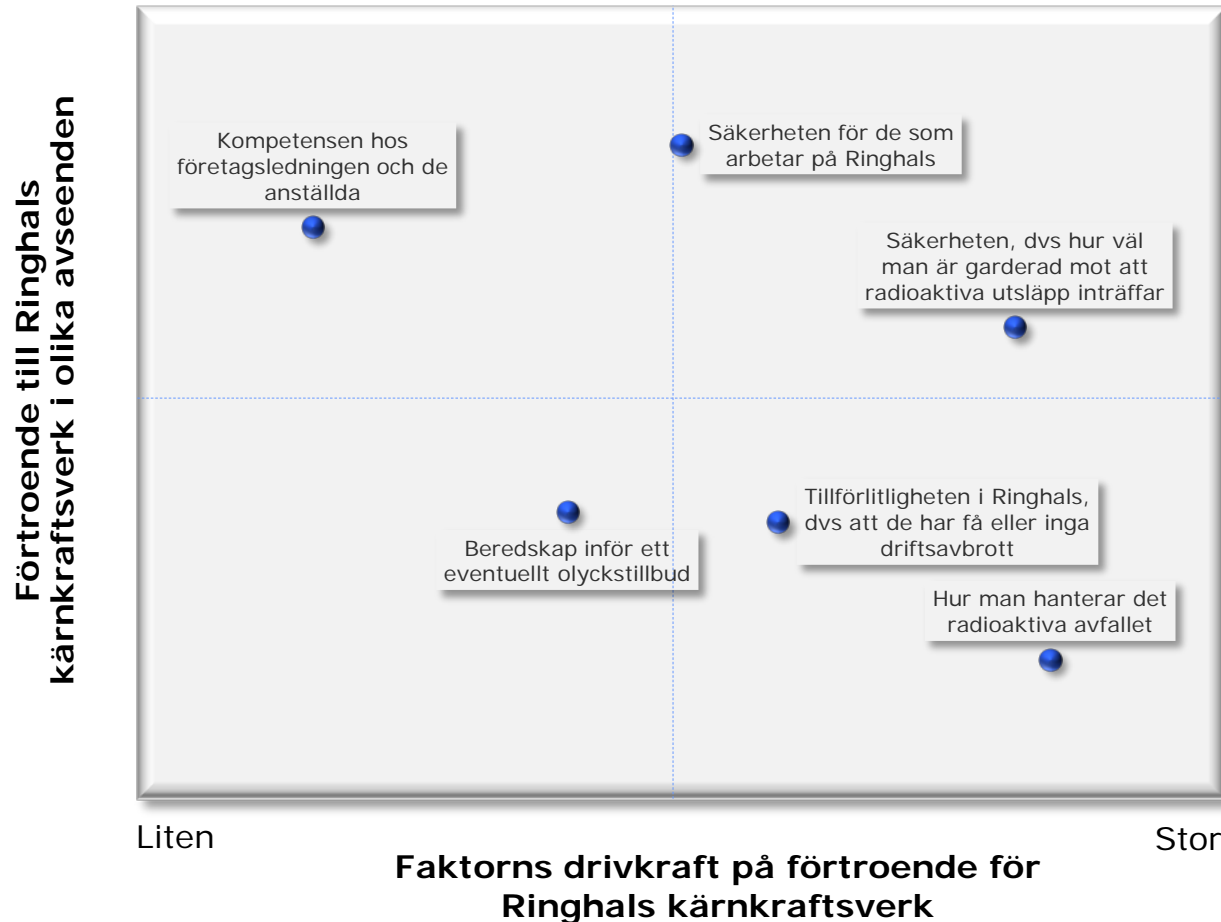 Förtroende till Ringhals
kärnkraftsverk i olika avseenden
Kompetensen hos
företagsledningen och de
anställda
Säkerheten för de som
arbetar på Ringhals
Säkerheten, dvs hur väl
man är garderad mot att
radioaktiva utsläpp inträffar
Beredskap inför ett
eventuellt olyckstillbud
Tillförlitligheten i Ringhals,
dvs att de har få eller inga
driftsavbrott
Hur man hanterar det
radioaktiva avfallet
Liten
Stor
Faktorns drivkraft på förtroende för
Ringhals kärnkraftsverk